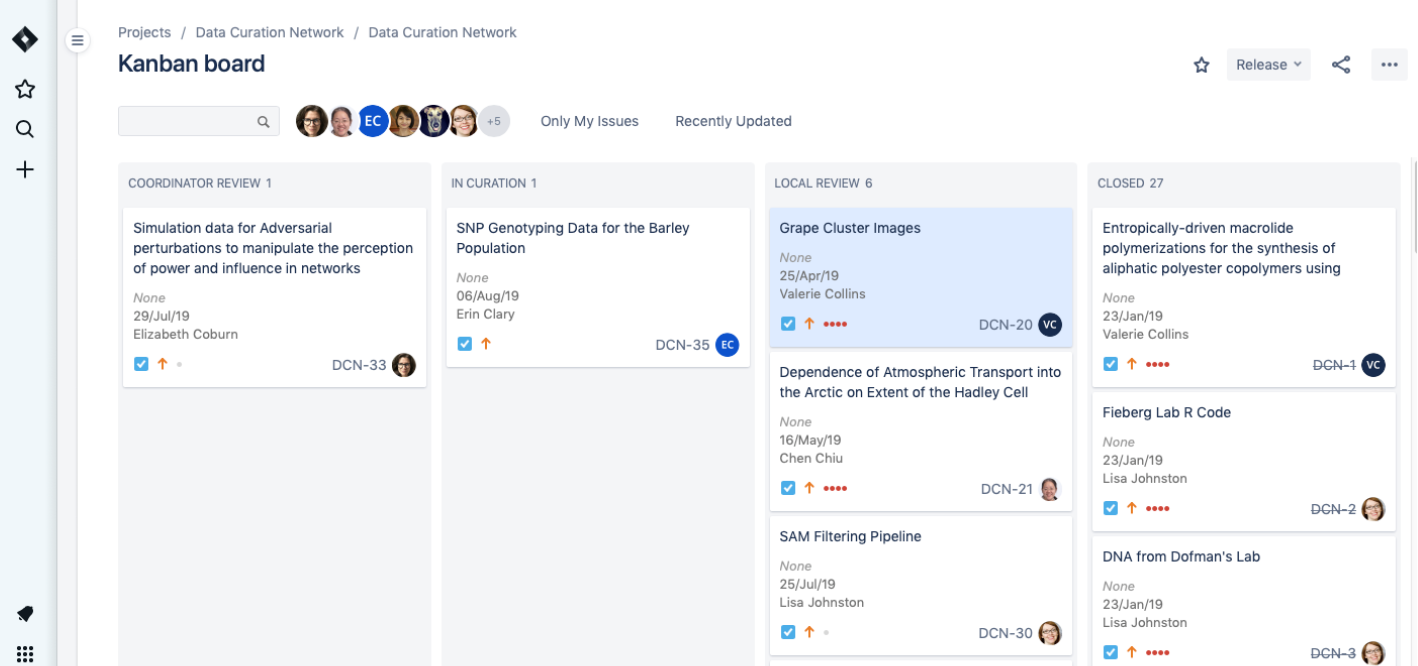 Projects / Data Curation Network / Data Curation Network
Kanban board
Release
EC
+5
Only My Issues
Recently Updated
COORDINATOR REVIEW 1
Simulation data for Adversarial
perturbations to manipulate the perception
of power and influence in networks
None
29/Jul/19
Elizabeth Coburn
DCN-33
IN CURATION 1
SNP Genotyping Data for the Barley
Population
None
06/Aug/19
Erin Clary
DCN-35 EC
LOCAL REVIEW 6
Grape Cluster Images
None
25/Apr/19
Valerie Collins
DCN-20 VC
Dependence of Atmospheric Transport into
the Arctic on Extent of the Hadley Cell
None
16/May/19
Chen Chiu
DCN-21
SAM Filtering Pipeline
None
25/Jul/19
Lisa Johnston
DCN-30
CLOSED 27
Entropically-driven macrolide
polymerizations for the synthesis of
aliphatic polyester copolymers using
None
23/Jan/19
Valerie Collins
DCN-1 VC
Fieberg Lab R Code
None
23/Jan/19
Lisa Johnston
DCN-2
DNA from Dofman's Lab
None
23/Jan/19
Lisa Johnston
DCN-3